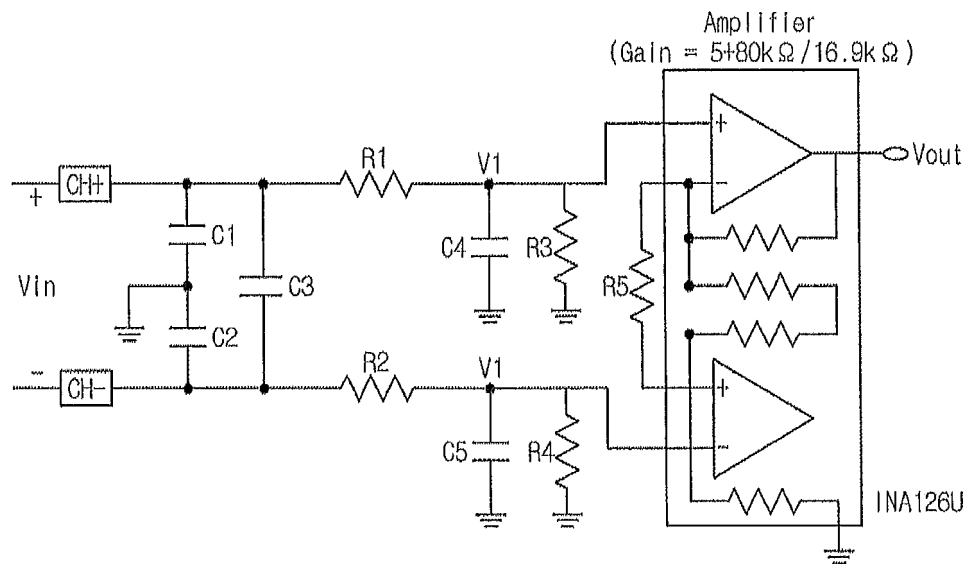 Amplifier
(Gain = 5+80kΩ/16.9kΩ)
+
-
Vout
R1
V1
CH+
+
C1
C4
R3
R5
Vin
C3
C2
-
CH-
R2
V1
+
-
C5
R4
INA126U